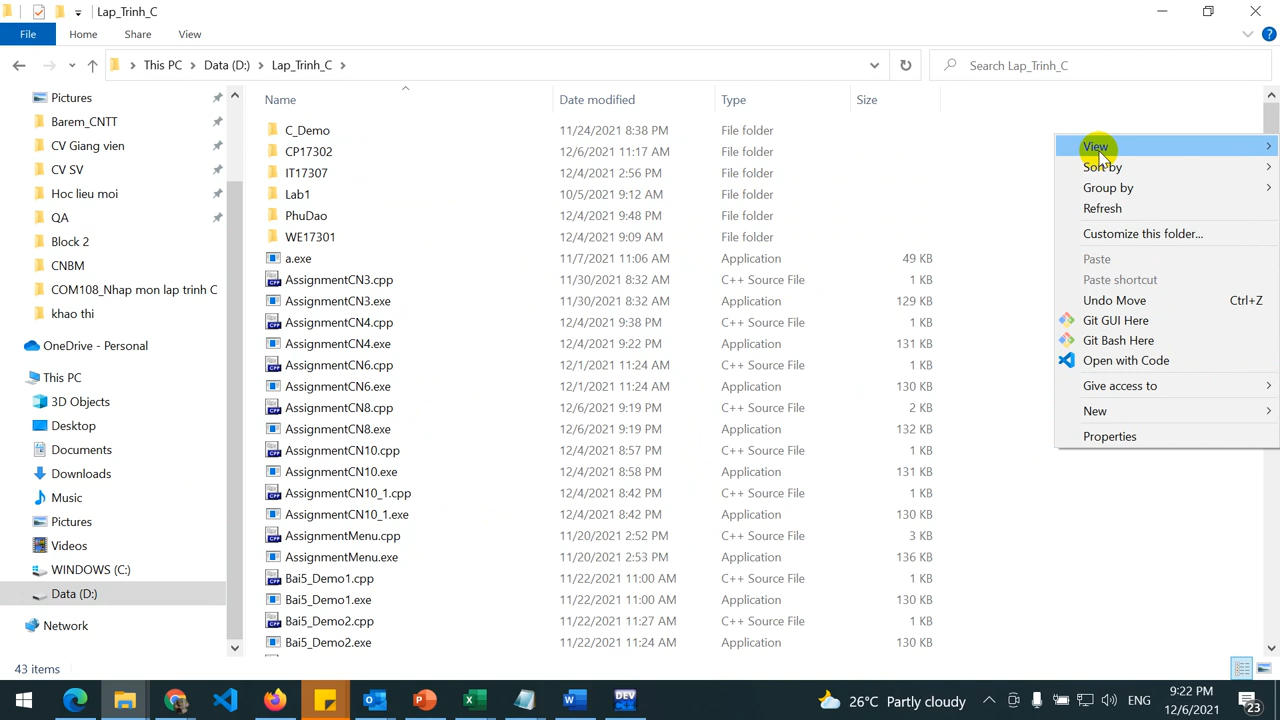 Lap_Trinh_C
File Home Share View
This PC Data (D:) Lap_Trinh_C Search Lap_Trinh_C
Pictures
Barem_CNTT
CV Giang vien
CV SV
Hoc lieu moi
QA
Block 2
CNBM
COM108_Nhap mon lap trinh C
khao thi
OneDrive - Personal
This PC
3D Objects
Desktop
Documents
Downloads
Music
Pictures
Videos
WINDOWS (C:)
Data (D:)
Network
Name Date modified Type Size
C_Demo 11/24/2021 8:38 PM File folder
CP17302 12/6/2021 11:17 AM File folder
IT17307 12/4/2021 2:56 PM File folder
Lab1 10/5/2021 9:12 AM File folder
PhuDao 12/4/2021 9:48 PM File folder
WE17301 12/4/2021 9:09 AM File folder
a.exe 11/7/2021 11:06 AM Application 49 KB
AssignmentCN3.cpp 11/30/2021 8:32 AM C++ Source File 1 KB
AssignmentCN3.exe 11/30/2021 8:32 AM Application 129 KB
AssignmentCN4.cpp 12/4/2021 9:38 PM C++ Source File 1 KB
AssignmentCN4.exe 12/4/2021 9:22 PM Application 131 KB
AssignmentCN6.cpp 12/1/2021 11:24 AM C++ Source File 1 KB
AssignmentCN6.exe 12/1/2021 11:24 AM Application 130 KB
AssignmentCN8.cpp 12/6/2021 9:19 PM C++ Source File 2 KB
AssignmentCN8.exe 12/6/2021 9:19 PM Application 132 KB
AssignmentCN10.cpp 12/4/2021 8:57 PM C++ Source File 1 KB
AssignmentCN10.exe 12/4/2021 8:58 PM Application 131 KB
AssignmentCN10_1.cpp 12/4/2021 8:42 PM C++ Source File 1 KB
AssignmentCN10_1.exe 12/4/2021 8:42 PM Application 130 KB
AssignmentMenu.cpp 11/20/2021 2:52 PM C++ Source File 3 KB
AssignmentMenu.exe 11/20/2021 2:53 PM Application 136 KB
Bai5_Demo1.cpp 11/22/2021 11:00 AM C++ Source File 1 KB
Bai5_Demo1.exe 11/22/2021 11:00 AM Application 130 KB
Bai5_Demo2.cpp 11/22/2021 11:27 AM C++ Source File 1 KB
Bai5_Demo2.exe 11/22/2021 11:24 AM Application 130 KB
View
Sort by
Group by
Refresh
Customize this folder...
Paste
Paste shortcut
Undo Move Ctrl+Z
Git GUI Here
Git Bash Here
Open with Code
Give access to
New
Properties
43 items
26°C Partly cloudy ENG 9:22 PM
12/6/2021
23
DEV